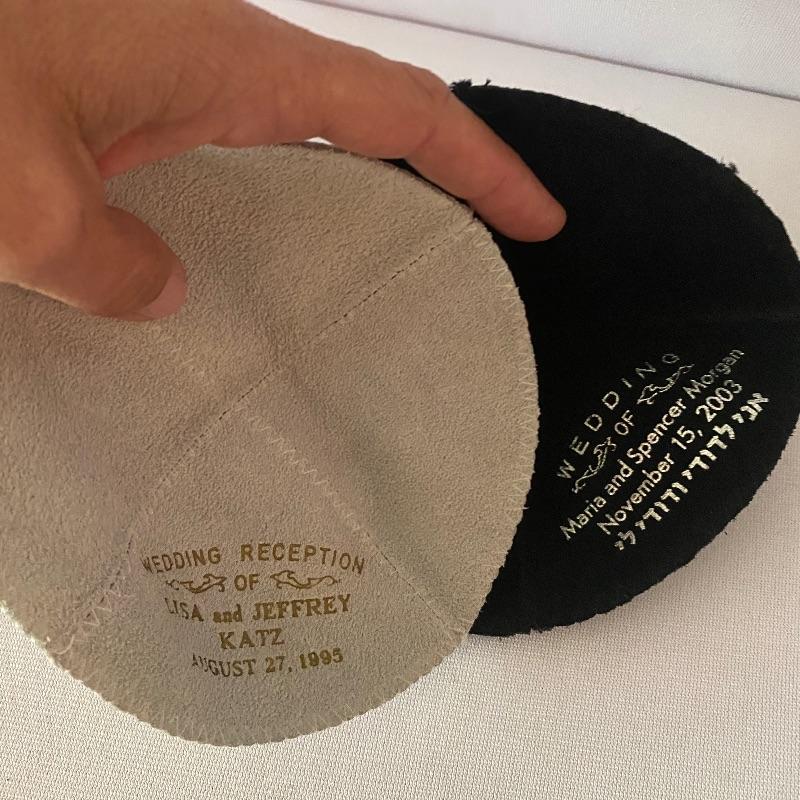 WEDDING RECEPTION
OF
LISA and JEFFREY
KATZ
AUGUST 27, 1995
WEDDING
OF
Maria and Spencer Morgan
November 15, 2003
אני לדודי ודודי לי